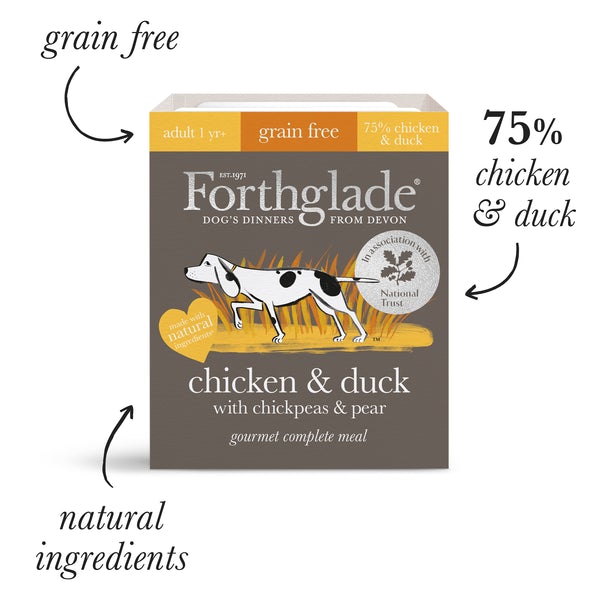 grain free
adult 1 yr+
grain free
75% chicken
& duck
75%
chicken
& duck
EST.1971
Forthglade®
DOG'S DINNERS FROM DEVON
In association with
National
Trust
made with
natural
ingredients*
™
chicken & duck
with chickpeas & pear
gourmet complete meal
natural
ingredients